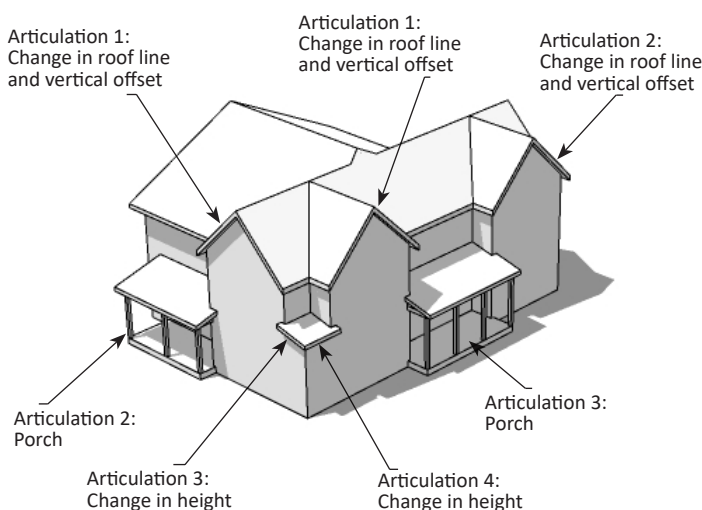 Articulation 1:
Change in roof line
and vertical offset
Articulation 1:
Change in roof line
and vertical offset
Articulation 2:
Change in roof line
and vertical offset
Articulation 2:
Porch
Articulation 3:
Change in height
Articulation 4:
Change in height
Articulation 3:
Porch